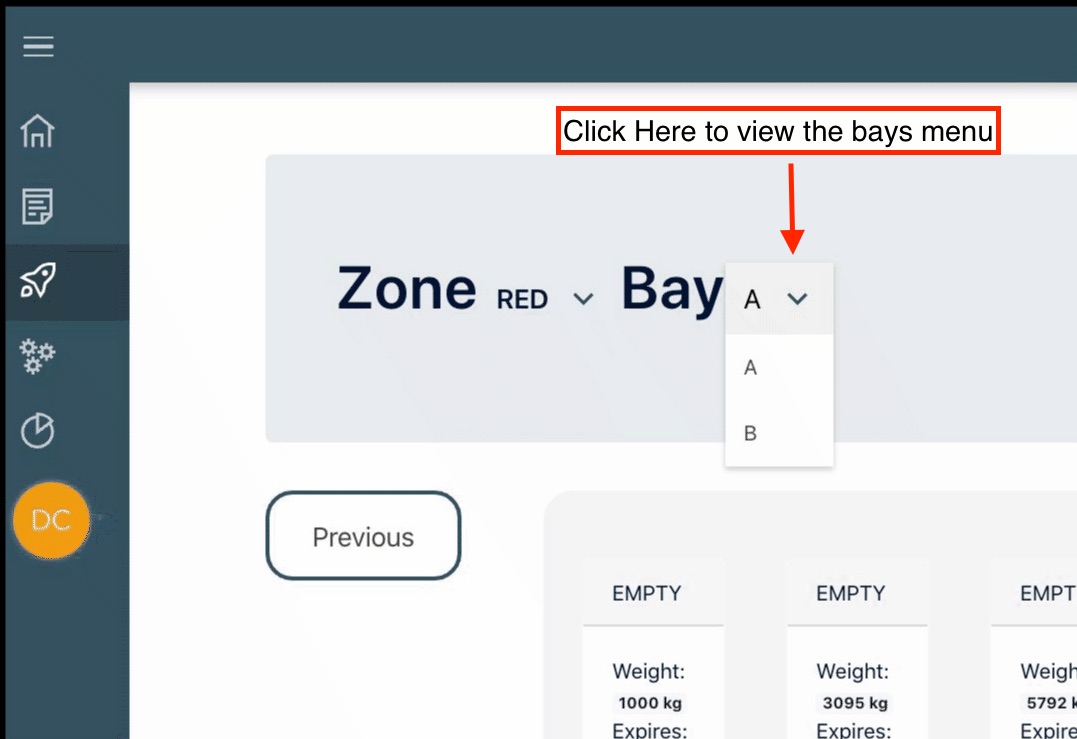 Click Here to view the bays menu
Zone RED Bay A
A
B
DC
Previous
EMPTY EMPTY EMPT
Weight: Weight: Weigh
1000 kg 3095 kg 5792 k
Expires: Expires: Expire